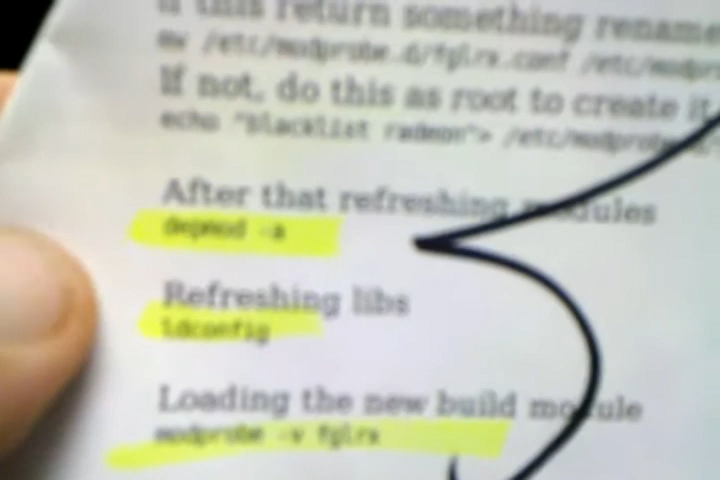 If this return something rename
mv /etc/modprobe.d/fglrx.conf /etc/modpr
If not, do this as root to create it
echo "blacklist radeon"> /etc/modprobe.d
After that refreshing modules
depmod -a
Refreshing libs
ldconfig
Loading the new build module
modprobe -v fglrx